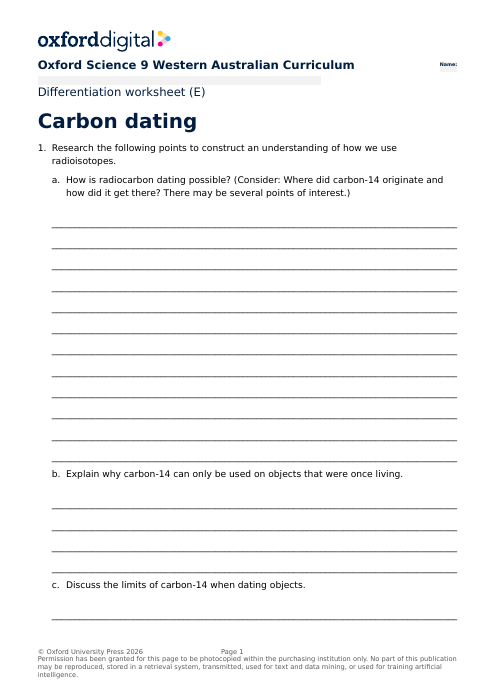 oxforddigital
Oxford Science 9 Western Australian Curriculum
Name:
Differentiation worksheet (E)
Carbon dating
1. Research the following points to construct an understanding of how we use
radioisotopes.
a. How is radiocarbon dating possible? (Consider: Where did carbon-14 originate and
how did it get there? There may be several points of interest.)
b. Explain why carbon-14 can only be used on objects that were once living.
c. Discuss the limits of carbon-14 when dating objects.
© Oxford University Press 2026 Page 1
Permission has been granted for this page to be photocopied within the purchasing institution only. No part of this publication
may be reproduced, stored in a retrieval system, transmitted, used for text and data mining, or used for training artificial
intelligence.